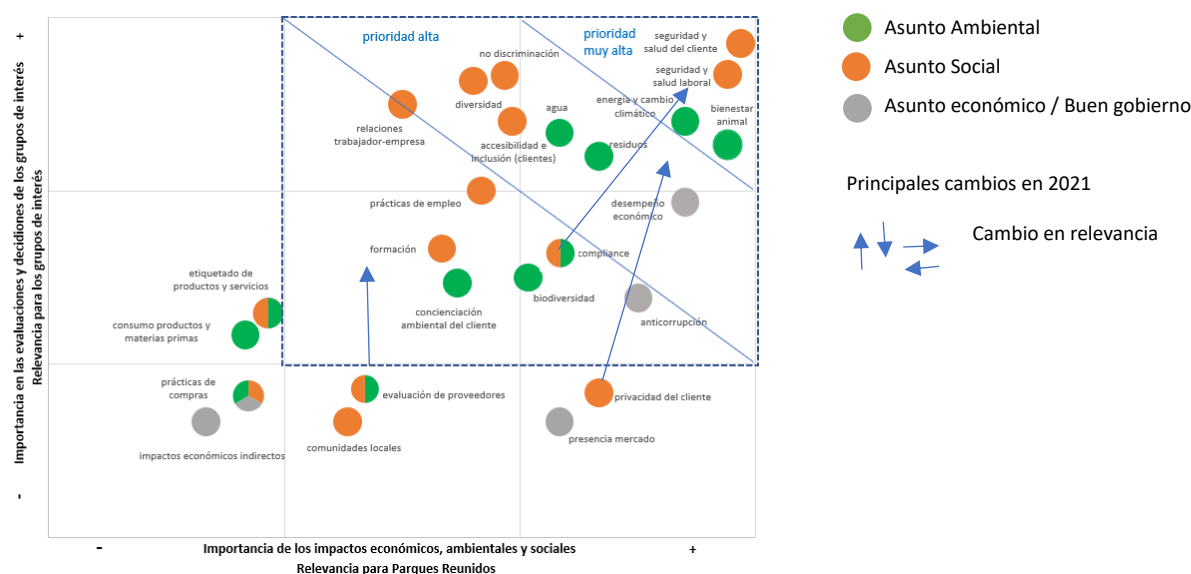 prioridad alta
prioridad
muy alta
seguridad y
salud del cliente
no discriminación
seguridad y
salud laboral
diversidad
agua
energía y cambio
climático
bienestar
animal
relaciones
trabajador-empresa
accesibilidad e
inclusión (clientes)
residuos
prácticas de empleo
desempeño
económico
formación
compliance
etiquetado de
productos y servicios
concienciación
ambiental del cliente
biodiversidad
consumo productos y
materias primas
anticorrupción
prácticas de
compras
evaluación de proveedores
privacidad del cliente
impactos económicos indirectos
comunidades locales
presencia mercado
+
Importancia en las evaluaciones y decidiones de los grupos de interés
Relevancia para los grupos de interés
-
-
Importancia de los impactos económicos, ambientales y sociales
+
Relevancia para Parques Reunidos
Asunto Ambiental
Asunto Social
Asunto económico / Buen gobierno
Principales cambios en 2021
Cambio en relevancia